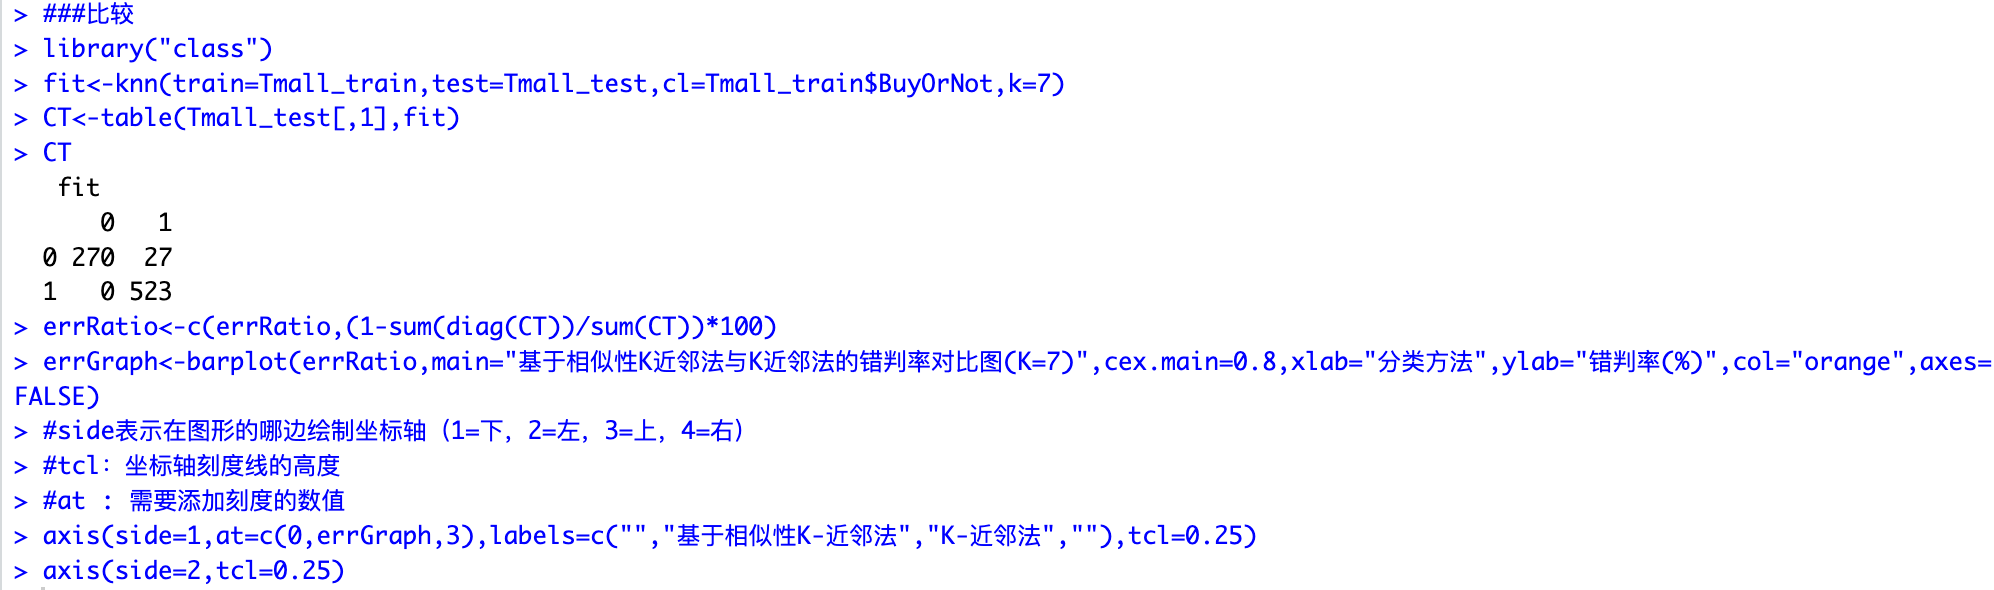 > ###比较
> library("class")
> fit<-knn(train=Tmall_train,test=Tmall_test,cl=Tmall_train$BuyOrNot,k=7)
> CT<-table(Tmall_test[,1],fit)
> CT
   fit
      0   1
  0 270  27
  1   0 523
> errRatio<-c(errRatio,(1-sum(diag(CT))/sum(CT))*100)
> errGraph<-barplot(errRatio,main="基于相似性K近邻法与K近邻法的错判率对比图(K=7)",cex.main=0.8,xlab="分类方法",ylab="错判率(%)",col="orange",axes=
FALSE)
> #side表示在图形的哪边绘制坐标轴（1=下，2=左，3=上，4=右）
> #tcl：坐标轴刻度线的高度
> #at : 需要添加刻度的数值
> axis(side=1,at=c(0,errGraph,3),labels=c("","基于相似性K-近邻法","K-近邻法",""),tcl=0.25)
> axis(side=2,tcl=0.25)